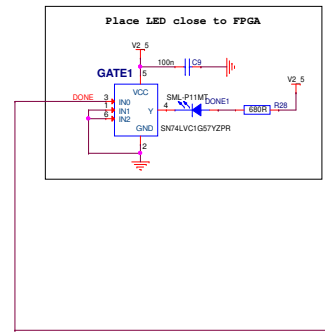 Place LED close to FPGA
V2_5
100n
C9
GATE1
5
V2_5
VCC
SML-P11MT
DONE
3
IN0
4
DONE1
R28
1
IN1
Y
680R
6
IN2
GND
SN74LVC1G57YZPR
2